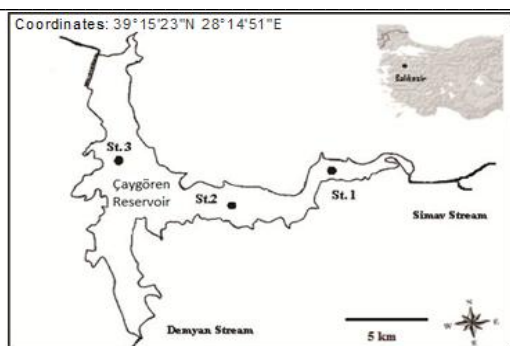 Coordinates: 39°15'23"N 28°14'51"E
Balikesir
St.3
Çaygören
Reservoir
St.2
St. 1
Simav Stream
Demyan Stream
5 km
N
W
E
S